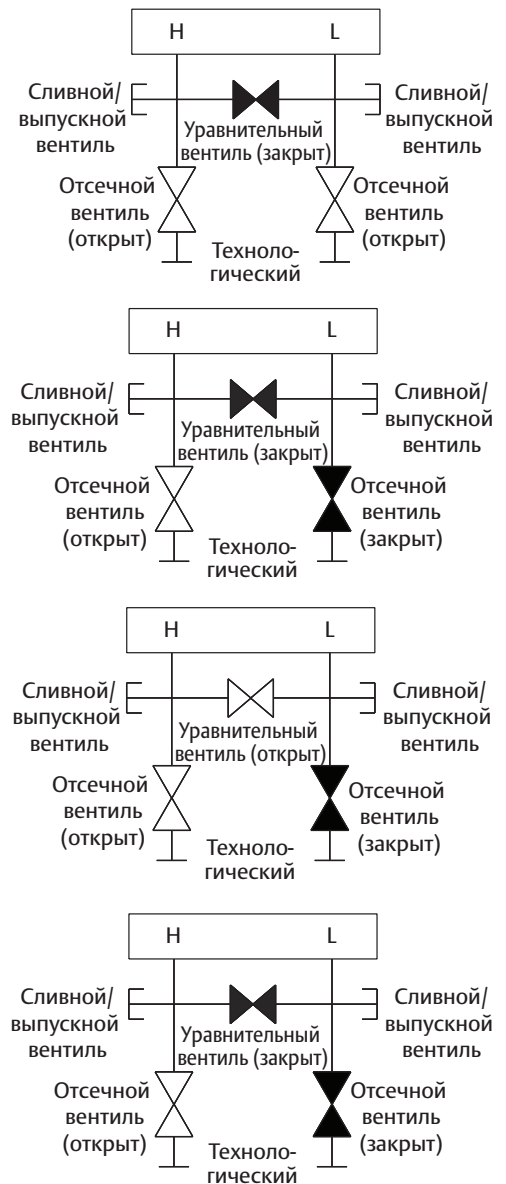 H
L
Сливной/
выпускной
вентиль
Сливной/
выпускной
вентиль
Уравнительный
вентиль (закрыт)
Отсечной
вентиль
(открыт)
Отсечной
вентиль
(открыт)
Техноло-
гический
H
L
Сливной/
выпускной
вентиль
Сливной/
выпускной
вентиль
Уравнительный
вентиль (закрыт)
Отсечной
вентиль
(открыт)
Отсечной
вентиль
(закрыт)
Техноло-
гический
H
L
Сливной/
выпускной
вентиль
Сливной/
выпускной
вентиль
Уравнительный
вентиль (открыт)
Отсечной
вентиль
(открыт)
Отсечной
вентиль
(закрыт)
Техноло-
гический
H
L
Сливной/
выпускной
вентиль
Сливной/
выпускной
вентиль
Уравнительный
вентиль (закрыт)
Отсечной
вентиль
(открыт)
Отсечной
вентиль
(закрыт)
Техноло-
гический